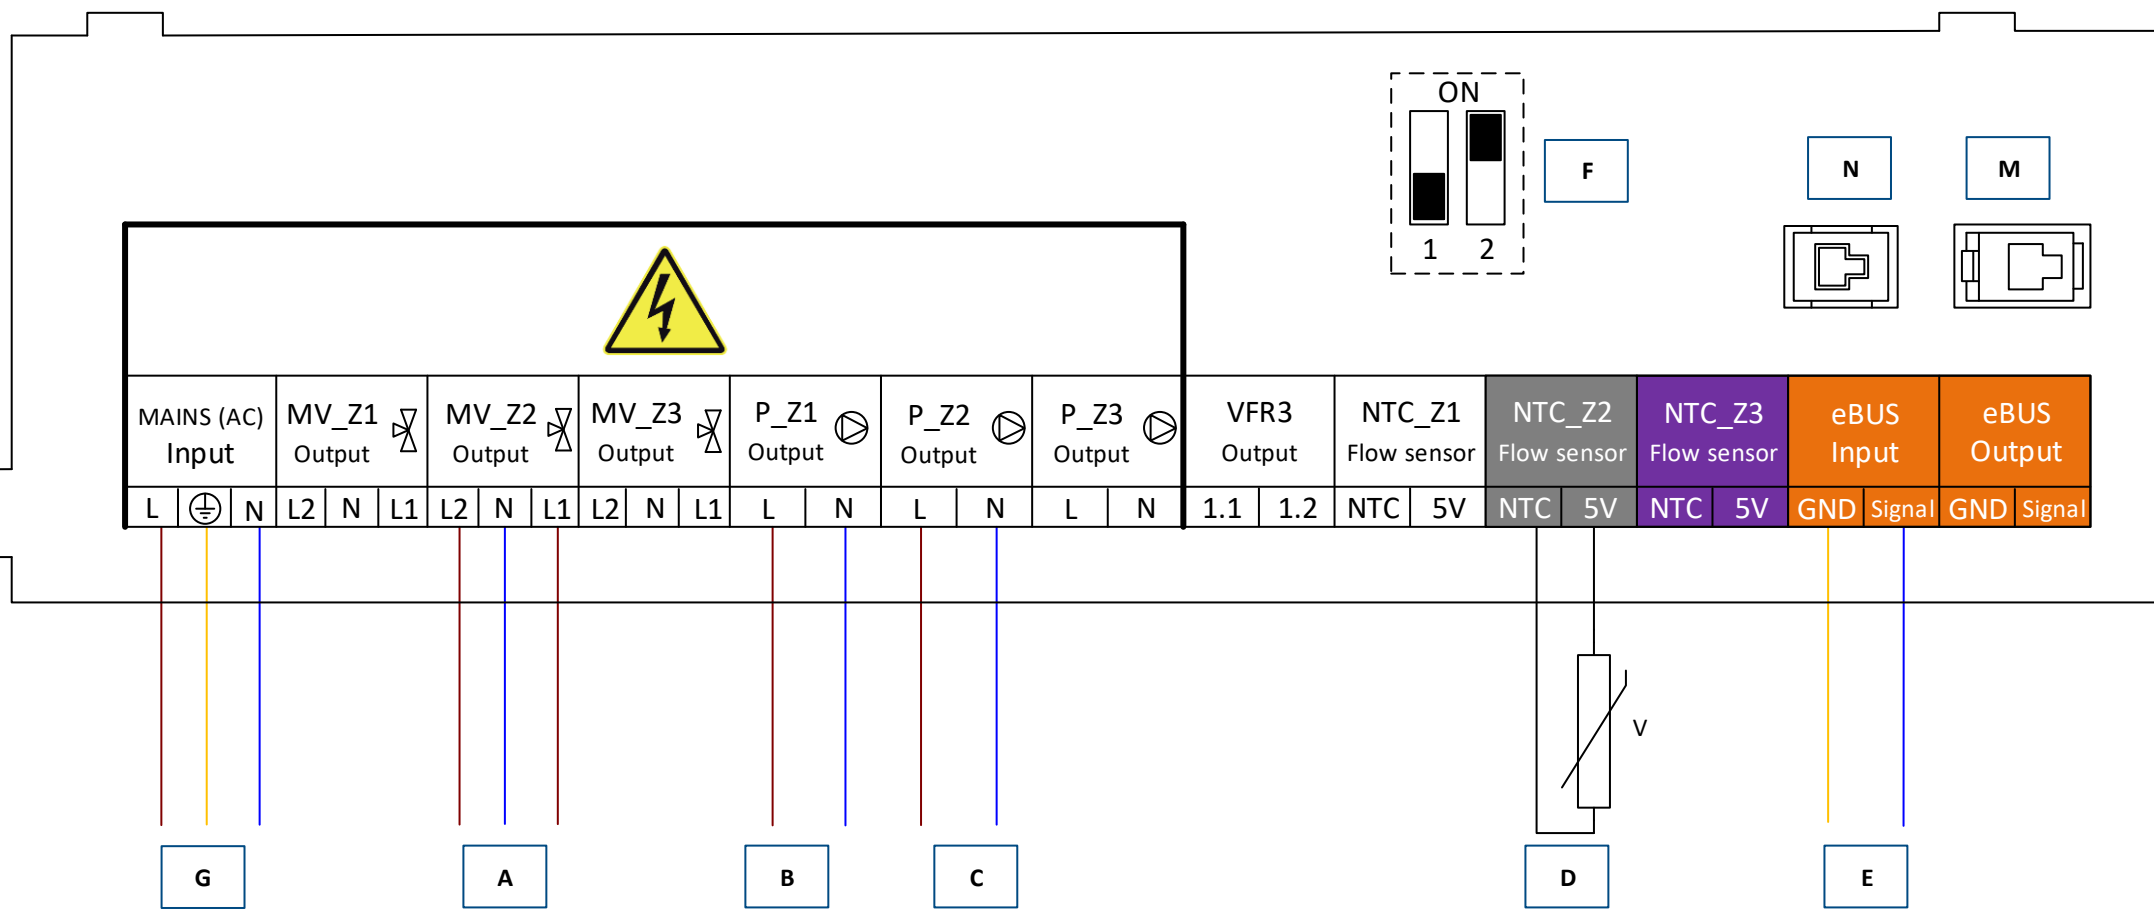 ON
1 2
F
N
M
MAINS (AC)
Input
MV_Z1
Output
MV_Z2
Output
MV_Z3
Output
P_Z1
Output
P_Z2
Output
P_Z3
Output
VFR3
Output
NTC_Z1
Flow sensor
NTC_Z2
Flow sensor
NTC_Z3
Flow sensor
eBUS
Input
eBUS
Output
L N L2 N L1 L2 N L1 L2 N L1 L N L N L N 1.1 1.2 NTC 5V NTC 5V NTC 5V GND Signal GND Signal
V
G
A
B
C
D
E